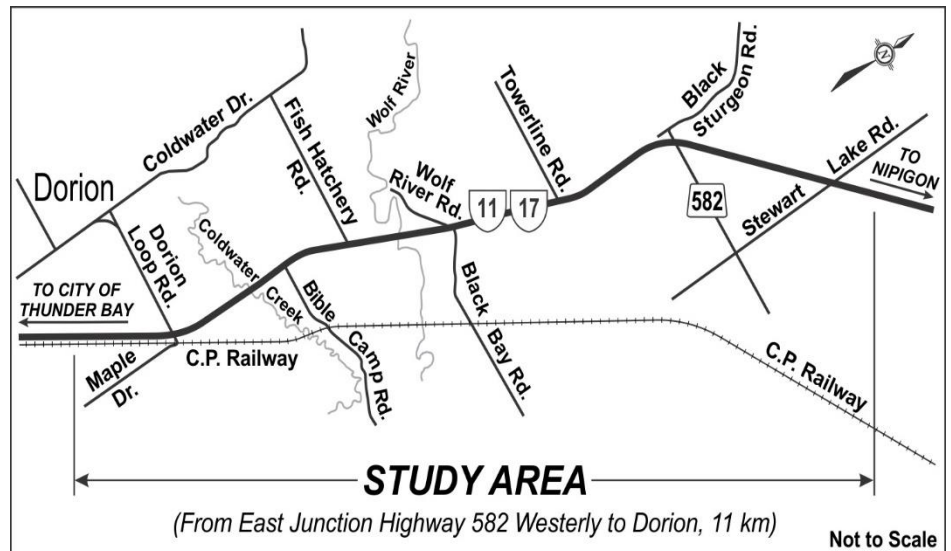 Coldwater Dr.
Fish Hatchery
Rd.
Wolf River
Towerline Rd.
Black
Sturgeon Rd.
Stewart Lake Rd.
TO
NIPIGON
Dorion
Dorion
Loop Rd.
Wolf
River Rd.
11
17
582
TO CITY OF
THUNDER BAY
Coldwater
Creek
Bible
Camp Rd.
Black
Bay Rd.
Maple
Dr.
C.P. Railway
C.P. Railway
STUDY AREA
(From East Junction Highway 582 Westerly to Dorion, 11 km)
Not to Scale